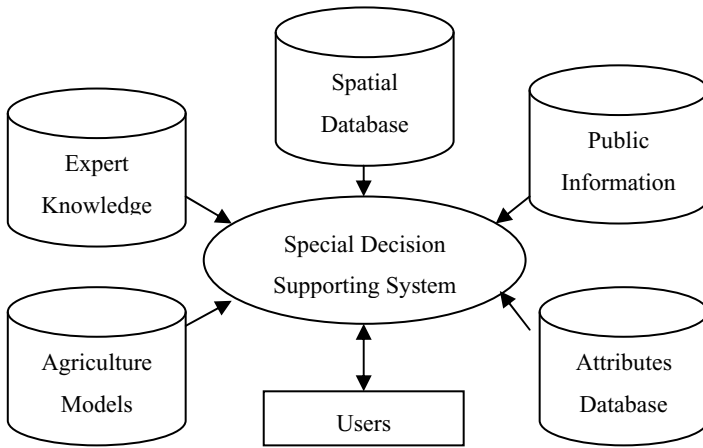 Spatial
Database
Expert
Knowledge
Public
Information
Special Decision
Supporting System
Agriculture
Models
Attributes
Database
Users